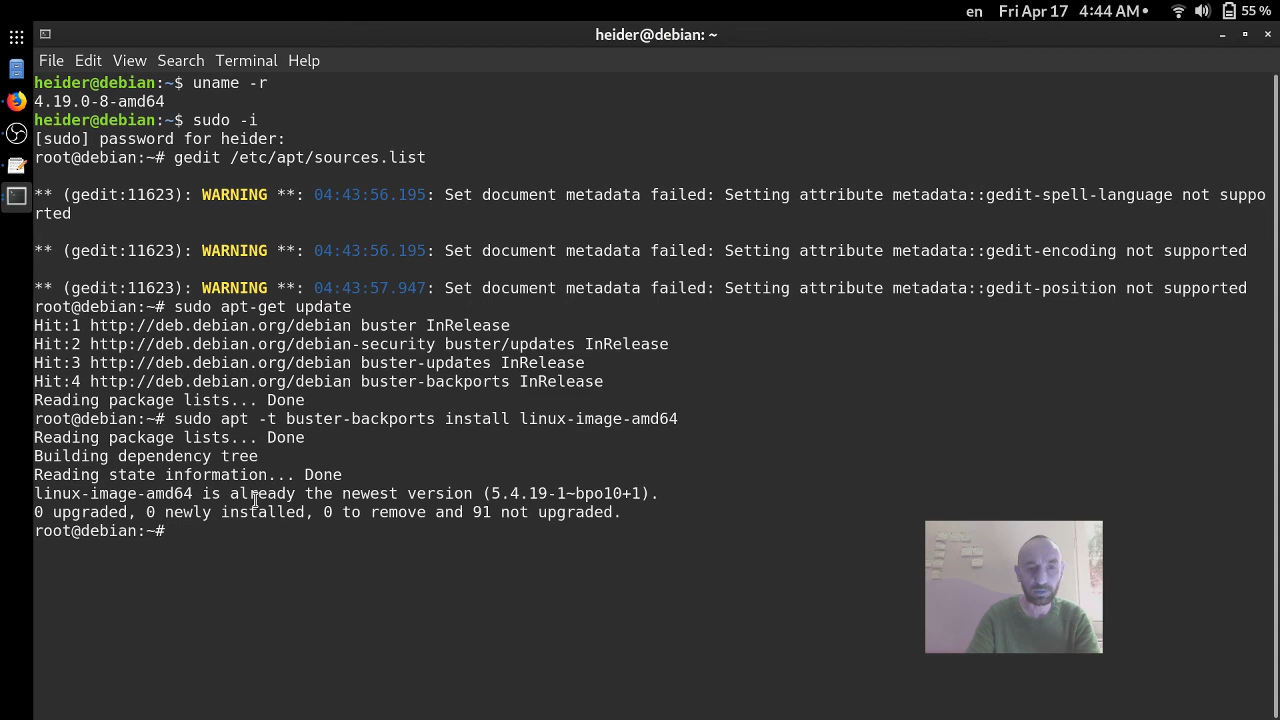 en Fri Apr 17 4:44 AM 55 %
heider@debian: ~
File Edit View Search Terminal Help
heider@debian:~$ uname -r
4.19.0-8-amd64
heider@debian:~$ sudo -i
[sudo] password for heider:
root@debian:~# gedit /etc/apt/sources.list
** (gedit:11623): WARNING **: 04:43:56.195: Set document metadata failed: Setting attribute metadata::gedit-spell-language not suppo
rted
** (gedit:11623): WARNING **: 04:43:56.195: Set document metadata failed: Setting attribute metadata::gedit-encoding not supported
** (gedit:11623): WARNING **: 04:43:57.947: Set document metadata failed: Setting attribute metadata::gedit-position not supported
root@debian:~# sudo apt-get update
Hit:1 http://deb.debian.org/debian buster InRelease
Hit:2 http://deb.debian.org/debian-security buster/updates InRelease
Hit:3 http://deb.debian.org/debian buster-updates InRelease
Hit:4 http://deb.debian.org/debian buster-backports InRelease
Reading package lists... Done
root@debian:~# sudo apt -t buster-backports install linux-image-amd64
Reading package lists... Done
Building dependency tree
Reading state information... Done
linux-image-amd64 is already the newest version (5.4.19-1~bpo10+1).
0 upgraded, 0 newly installed, 0 to remove and 91 not upgraded.
root@debian:~#